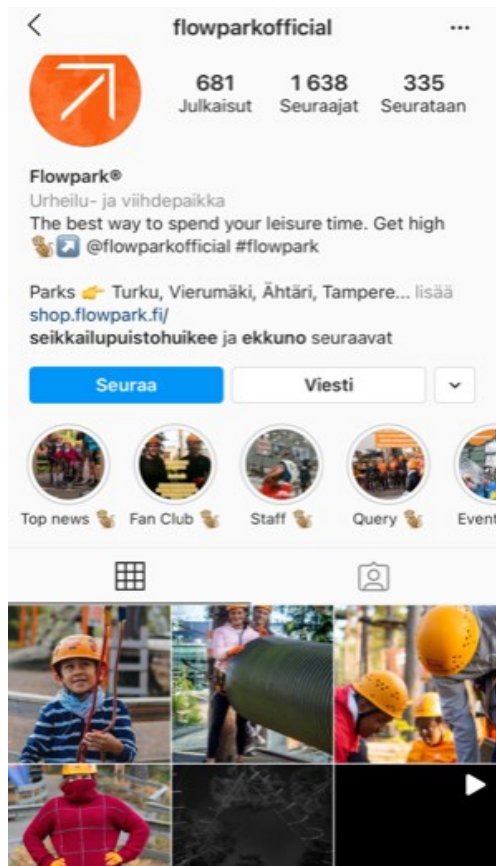 flowparkofficial
681 1 638 335
Julkaisut Seuraajat Seurataan
Flowpark®
Urheilu- ja viihdepaikka
The best way to spend your leisure time. Get high
@flowparkofficial #flowpark
Parks 👉 Turku, Vierumäki, Ähtäri, Tampere... lisää
shop.flowpark.fi/
seikkailupuistohuikee ja ekkuno seuraavat
Seuraa Viesti
Top news Fan Club Staff Query Event